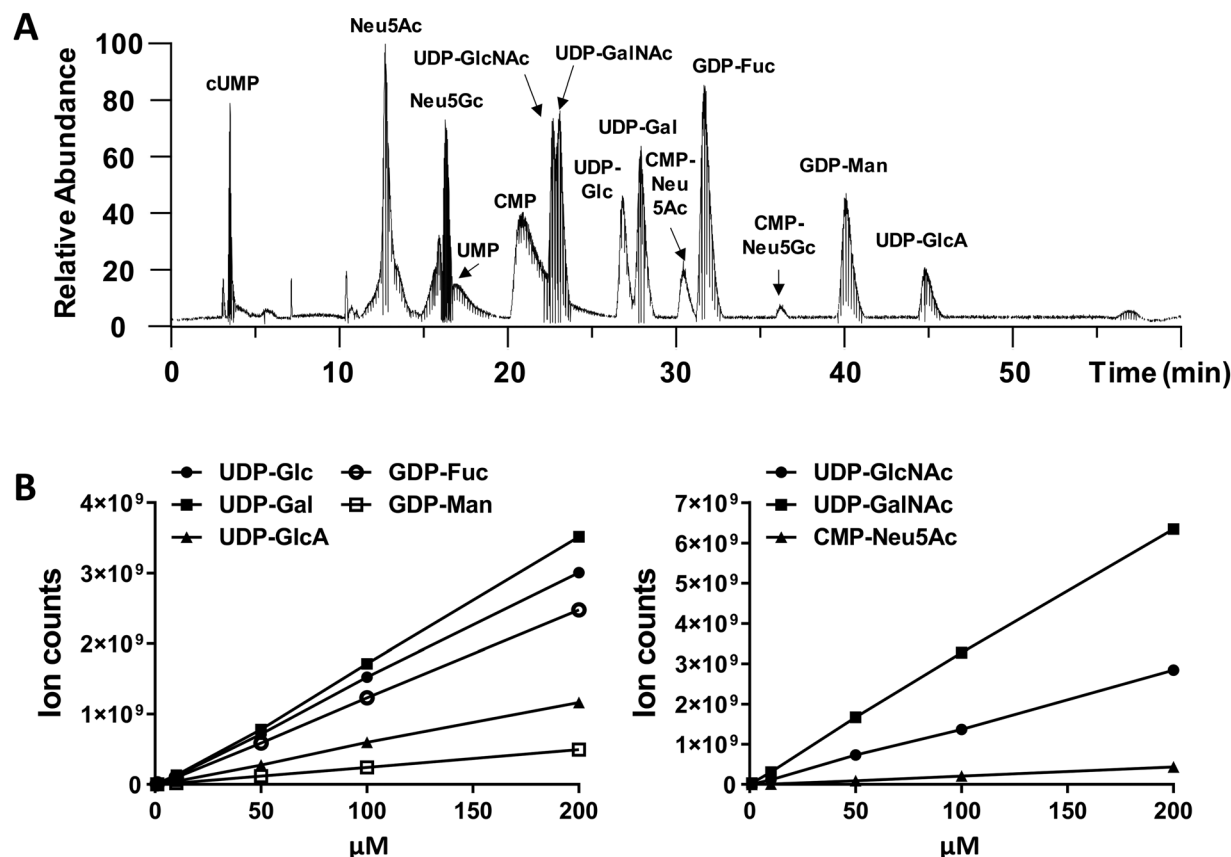 A
Relative Abundance
100
80
60
40
20
0
cUMP
Neu5Ac
Neu5Gc
UMP
CMP
UDP-GlcNAc
UDP-GalNAc
UDP-
Glc
UDP-Gal
CMP-
Neu
5Ac
GDP-Fuc
CMP-
Neu5Gc
GDP-Man
UDP-GlcA
0 10 20 30 40 50 Time (min)
B
UDP-Glc GDP-Fuc
UDP-Gal GDP-Man
UDP-GlcA
Ion counts
4×10⁹
3×10⁹
2×10⁹
1×10⁹
0
0 50 100 150 200
µM
UDP-GlcNAc
UDP-GalNAc
CMP-Neu5Ac
Ion counts
7×10⁹
6×10⁹
5×10⁹
4×10⁹
3×10⁹
2×10⁹
1×10⁹
0
0 50 100 150 200
µM